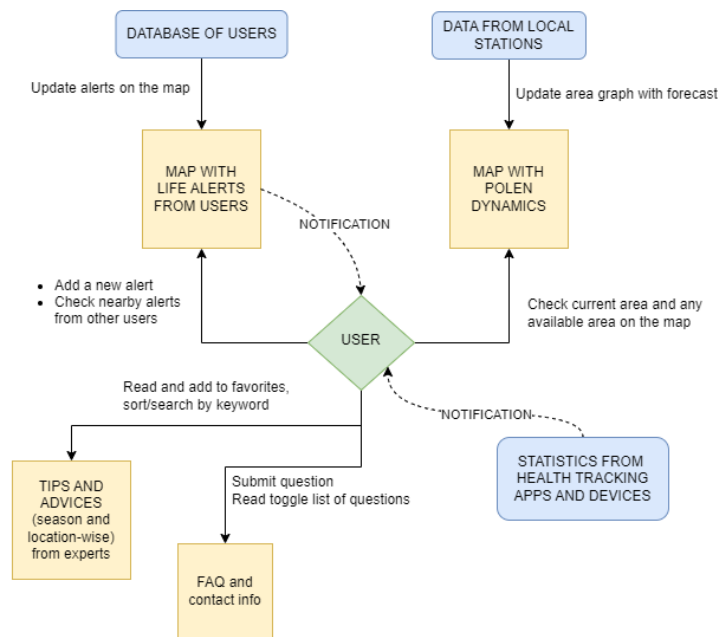 DATABASE OF USERS
DATA FROM LOCAL
STATIONS
Update alerts on the map
Update area graph with forecast
MAP WITH
LIFE ALERTS
FROM USERS
MAP WITH
POLEN
DYNAMICS
NOTIFICATION
• Add a new alert
• Check nearby alerts
from other users
USER
Check current area and any
available area on the map
Read and add to favorites,
sort/search by keyword
NOTIFICATION
TIPS AND
ADVICES
(season and
location-wise)
from experts
Submit question
Read toggle list of questions
STATISTICS FROM
HEALTH TRACKING
APPS AND DEVICES
FAQ and
contact info